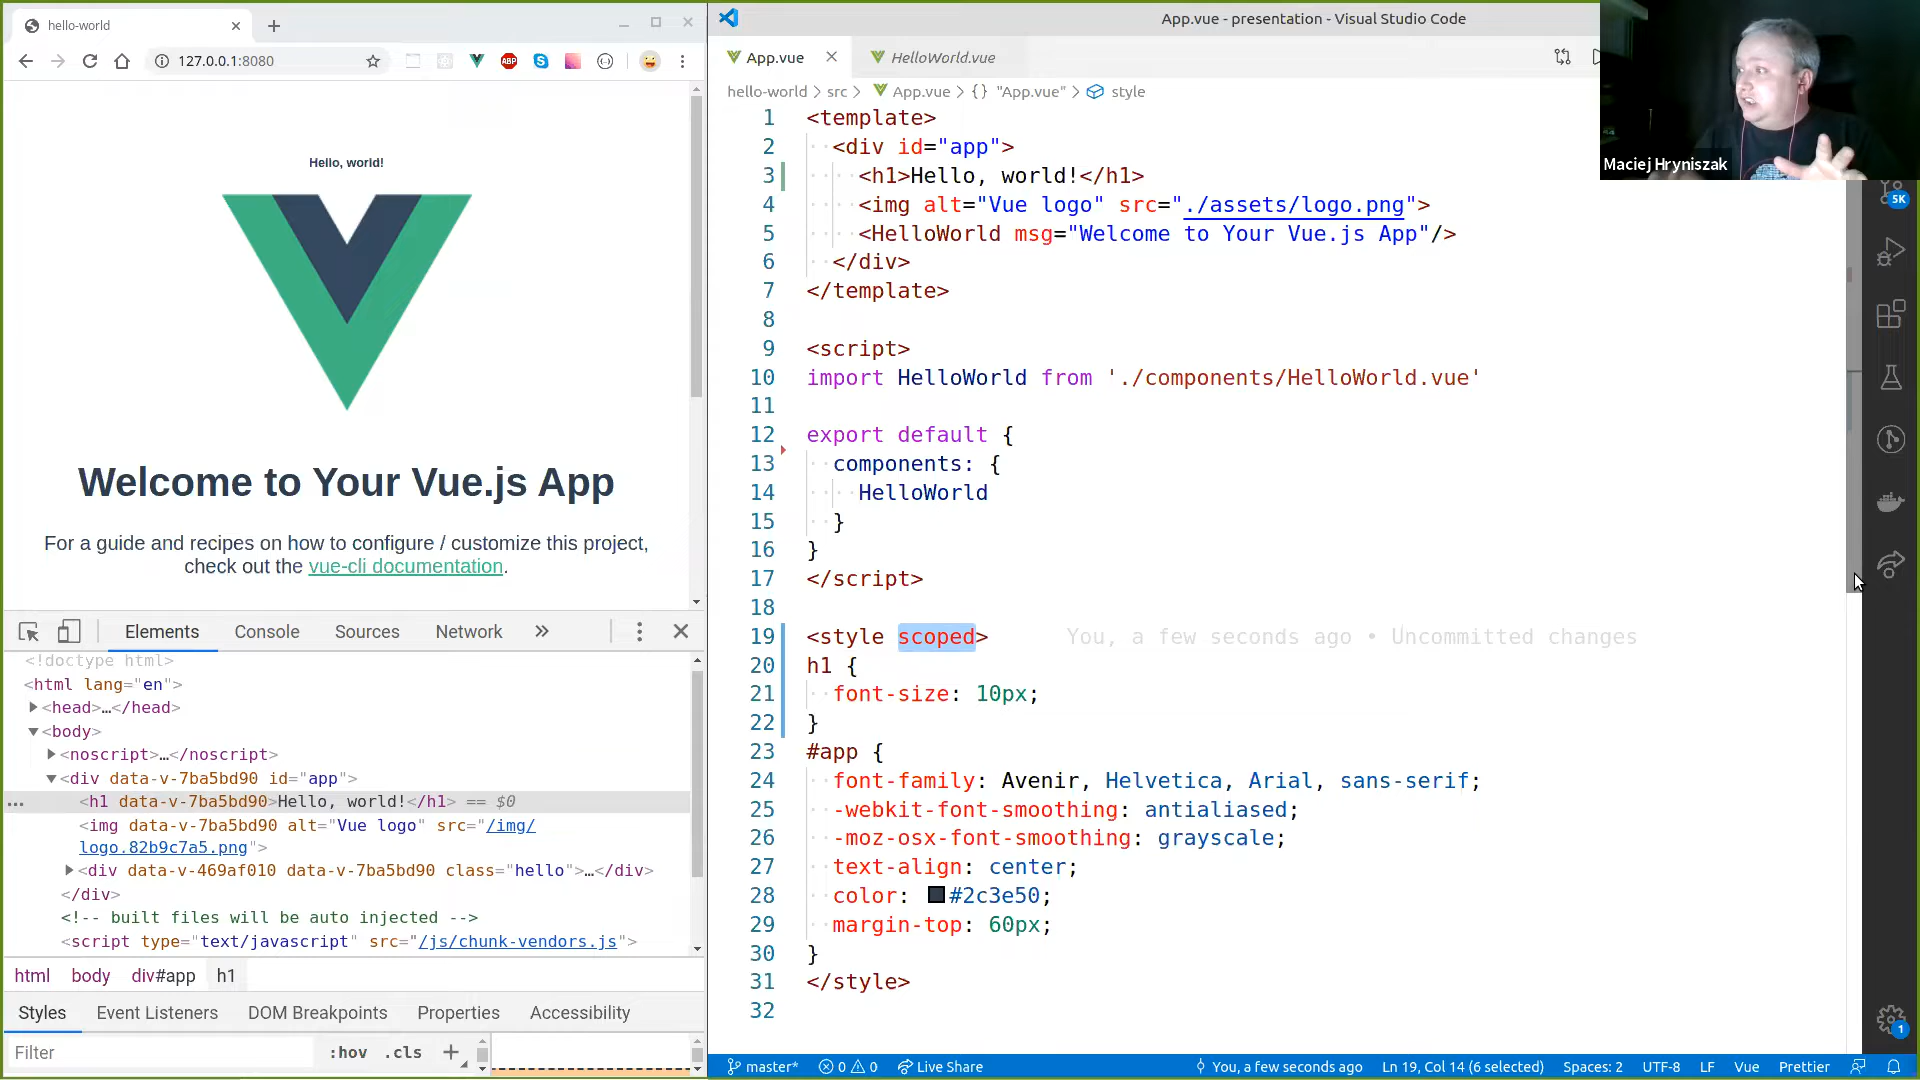 hello-world
127.0.0.1:8080
ABP
Hello, world!
Welcome to Your Vue.js App
For a guide and recipes on how to configure / customize this project,
check out the vue-cli documentation.
Elements Console Sources Network
<!doctype html>
<html lang="en">
<head>…</head>
<body>
<noscript>…</noscript>
<div data-v-7ba5bd90 id="app">
<h1 data-v-7ba5bd90>Hello, world!</h1> == $0
<img data-v-7ba5bd90 alt="Vue logo" src="/img/
logo.82b9c7a5.png">
<div data-v-469af010 data-v-7ba5bd90 class="hello">…</div>
</div>
<!-- built files will be auto injected -->
<script type="text/javascript" src="/js/chunk-vendors.js">
html body div#app h1
Styles Event Listeners DOM Breakpoints Properties Accessibility
Filter :hov .cls +
App.vue - presentation - Visual Studio Code
App.vue HelloWorld.vue
hello-world > src > App.vue > {} "App.vue" > style
1 <template>
2 <div id="app">
3 <h1>Hello, world!</h1>
4 <img alt="Vue logo" src="./assets/logo.png">
5 <HelloWorld msg="Welcome to Your Vue.js App"/>
6 </div>
7 </template>
8
9 <script>
10 import HelloWorld from './components/HelloWorld.vue'
11
12 export default {
13 components: {
14 HelloWorld
15 }
16 }
17 </script>
18
19 <style scoped> You, a few seconds ago • Uncommitted changes
20 h1 {
21 font-size: 10px;
22 }
23 #app {
24 font-family: Avenir, Helvetica, Arial, sans-serif;
25 -webkit-font-smoothing: antialiased;
26 -moz-osx-font-smoothing: grayscale;
27 text-align: center;
28 color: #2c3e50;
29 margin-top: 60px;
30 }
31 </style>
32
Maciej Hryniszak
5K
1
master* 0 0 Live Share You, a few seconds ago Ln 19, Col 14 (6 selected) Spaces: 2 UTF-8 LF Vue Prettier